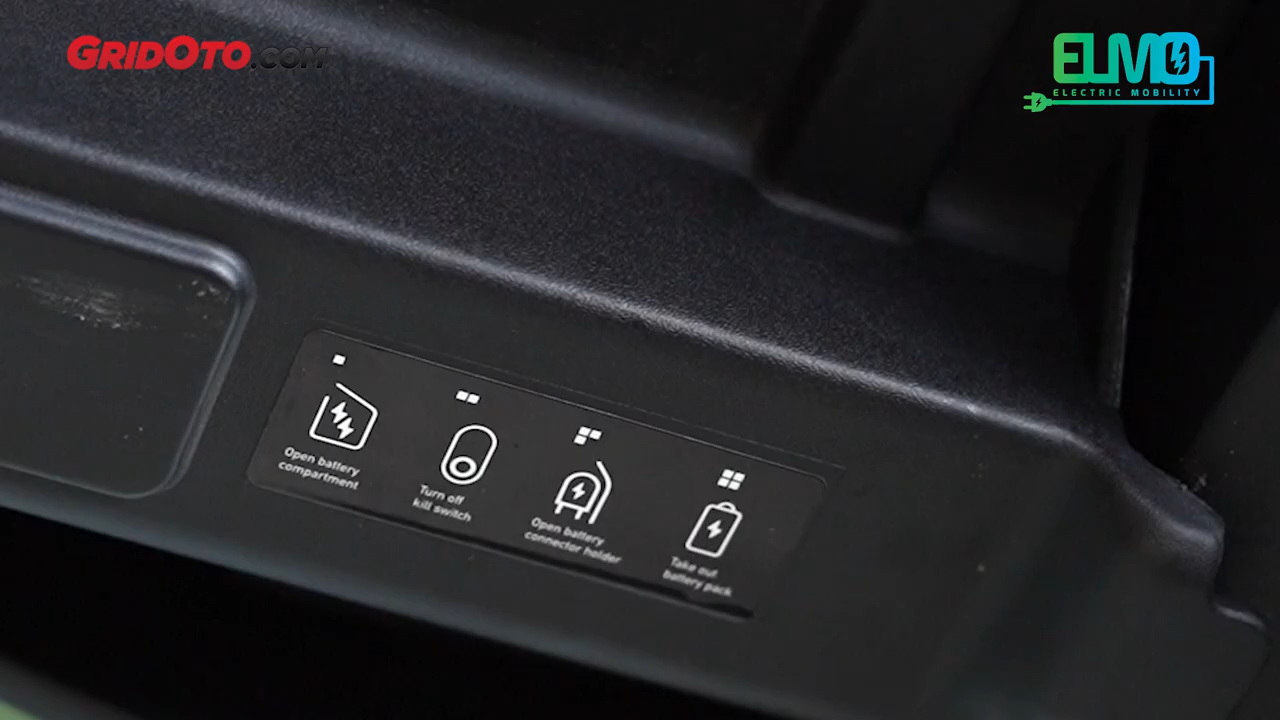 GRIDOTO.COM
ELMO
ELECTRIC MOBILITY
Open battery
compartment
Turn off
kill switch
Open battery
connector holder
Take out
battery pack